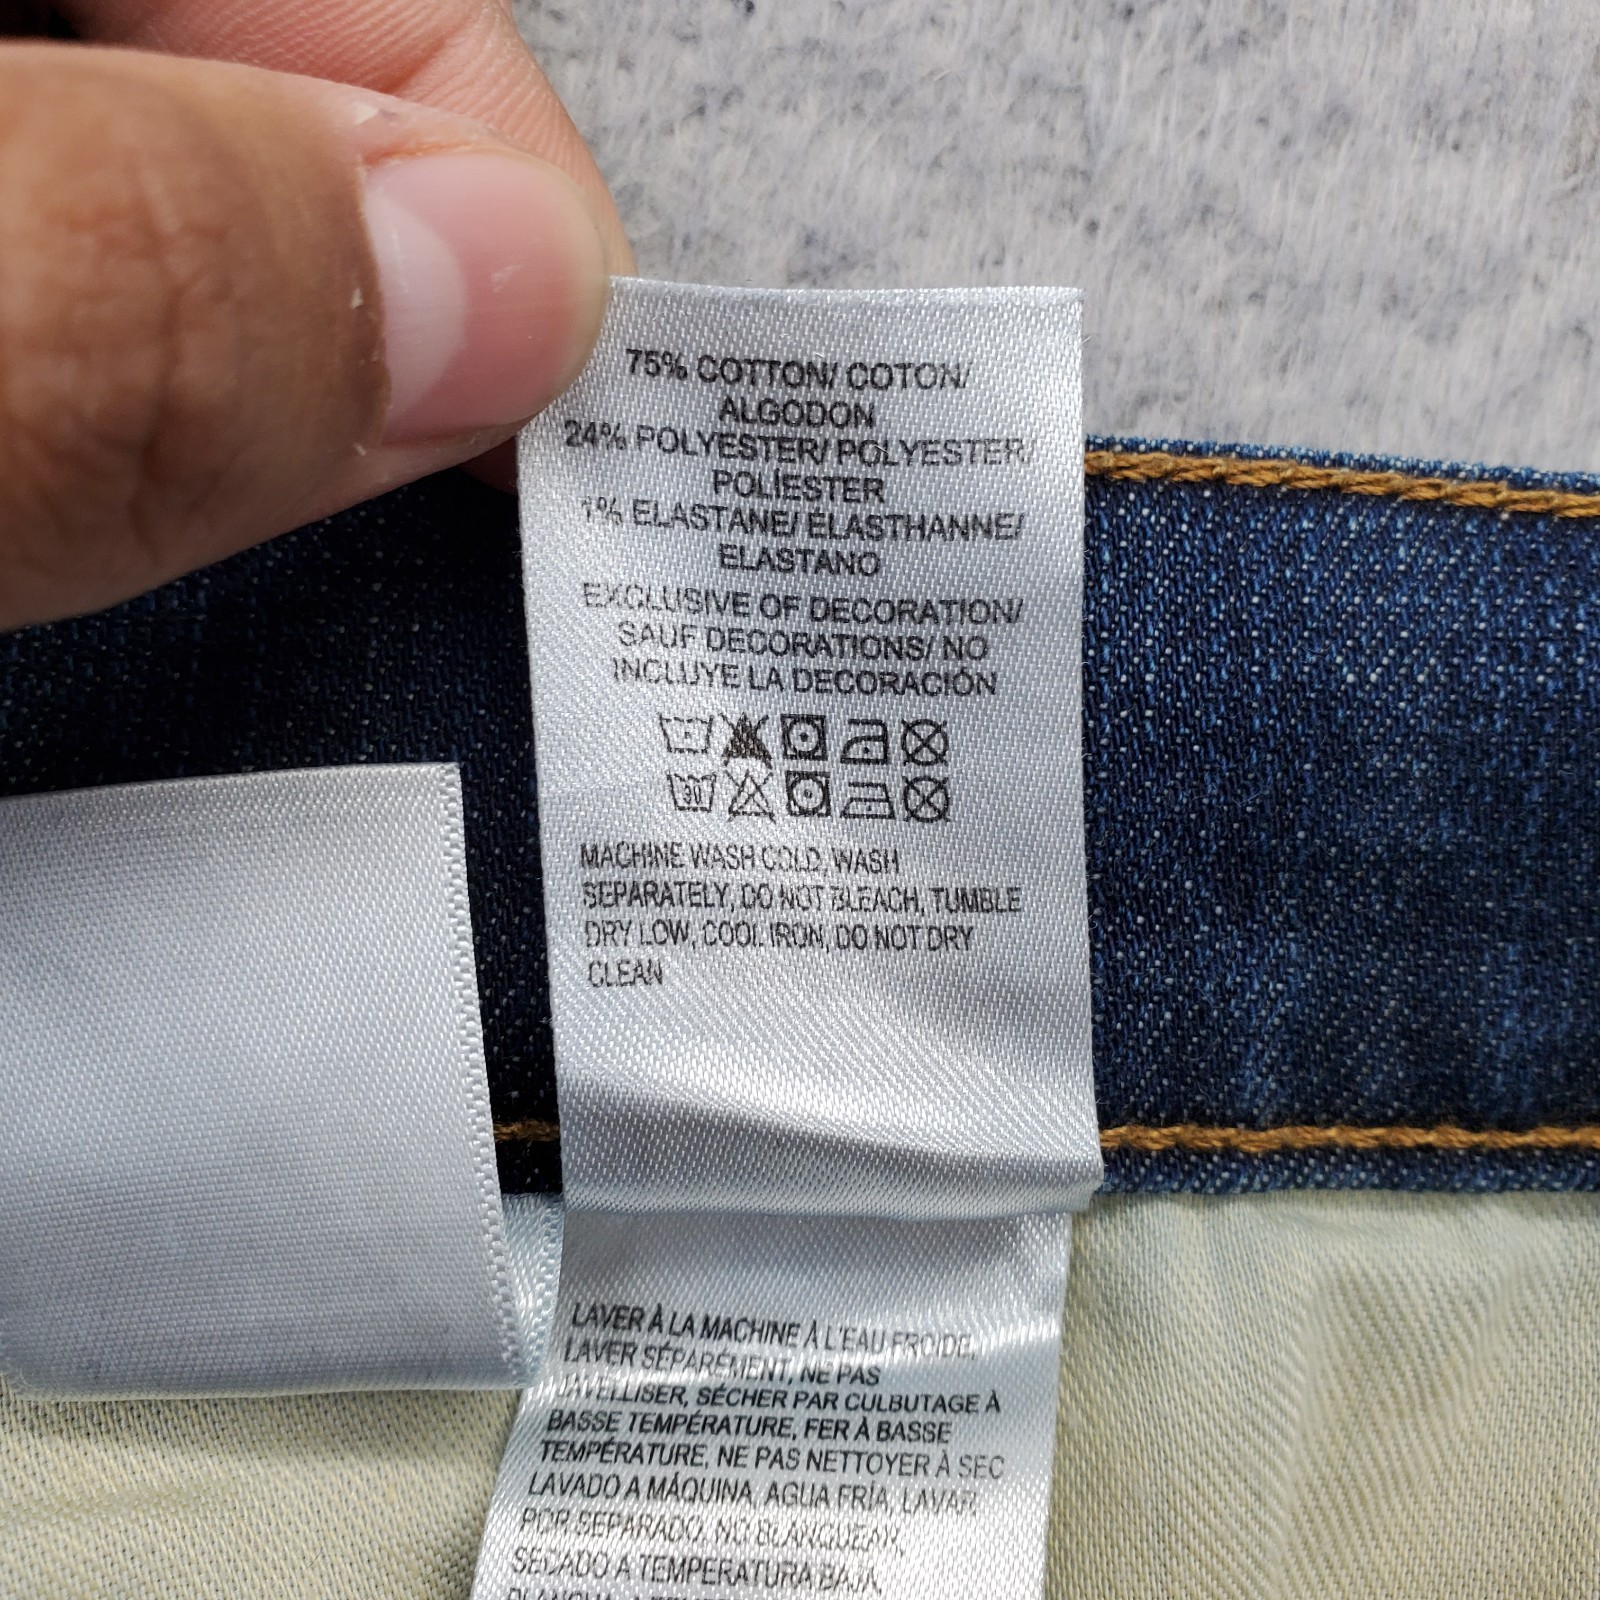 75% COTTON/ COTON/
ALGODON
24% POLYESTER/ POLYESTER/
POLÍESTER
1% ELASTANE/ ÉLASTHANNE/
ELASTANO
EXCLUSIVE OF DECORATION/
SAUF DECORATIONS/ NO
INCLUYE LA DECORACIÓN
30
MACHINE WASH COLD, WASH
SEPARATELY, DO NOT BLEACH, TUMBLE
DRY LOW, COOL IRON, DO NOT DRY
CLEAN
LAVER À LA MACHINE À L'EAU FROIDE,
LAVER SÉPARÉMENT, NE PAS
JAVELLISER, SÉCHER PAR CULBUTAGE À
BASSE TEMPÉRATURE, FER À BASSE
TEMPÉRATURE, NE PAS NETTOYER À SEC
LAVADO A MÁQUINA, AGUA FRÍA, LAVAR
POR SEPARADO, NO BLANQUEAR,
SECADO A TEMPERATURA BAJA,